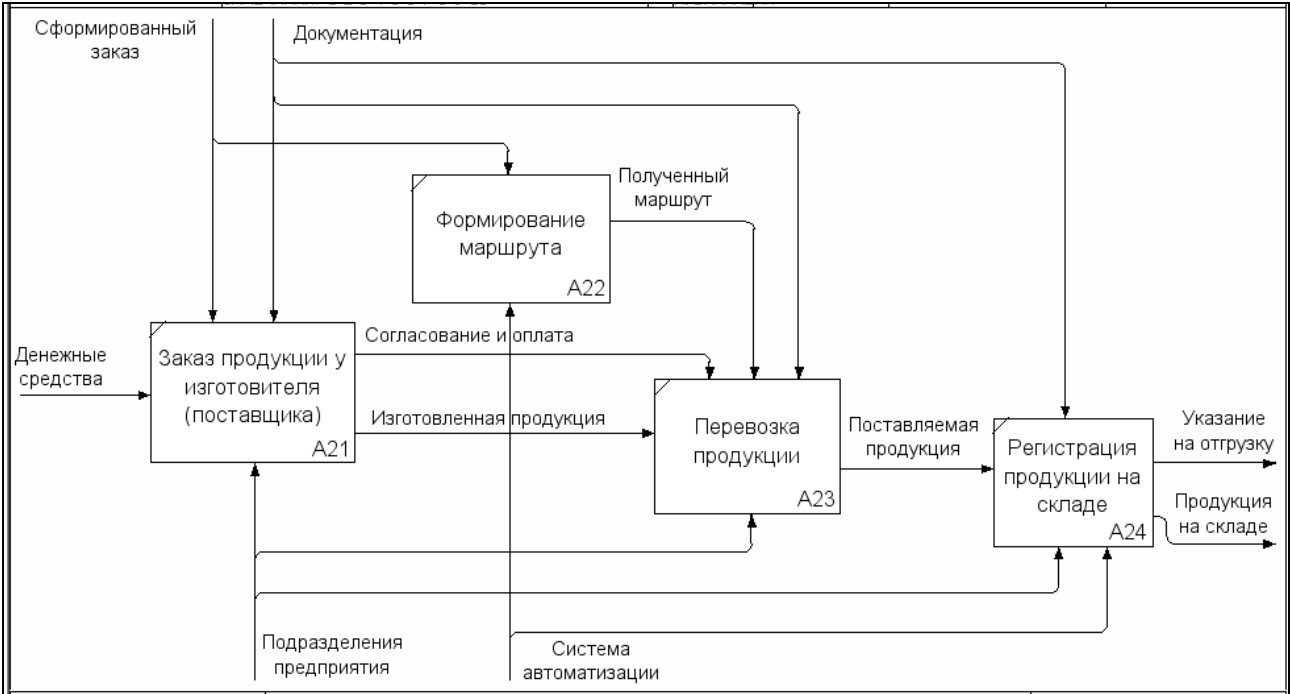 Сформированный
заказ
Документация
Полученный
маршрут
Формирование
маршрута
A22
Согласование и оплата
Денежные
средства
Заказ продукции у
изготовителя
(поставщика)
A21
Изготовленная продукция
Перевозка
продукции
A23
Поставляемая
продукция
Регистрация
продукции на
складе
A24
Указание
на отгрузку
Продукция
на складе
Подразделения
предприятия
Система
автоматизации